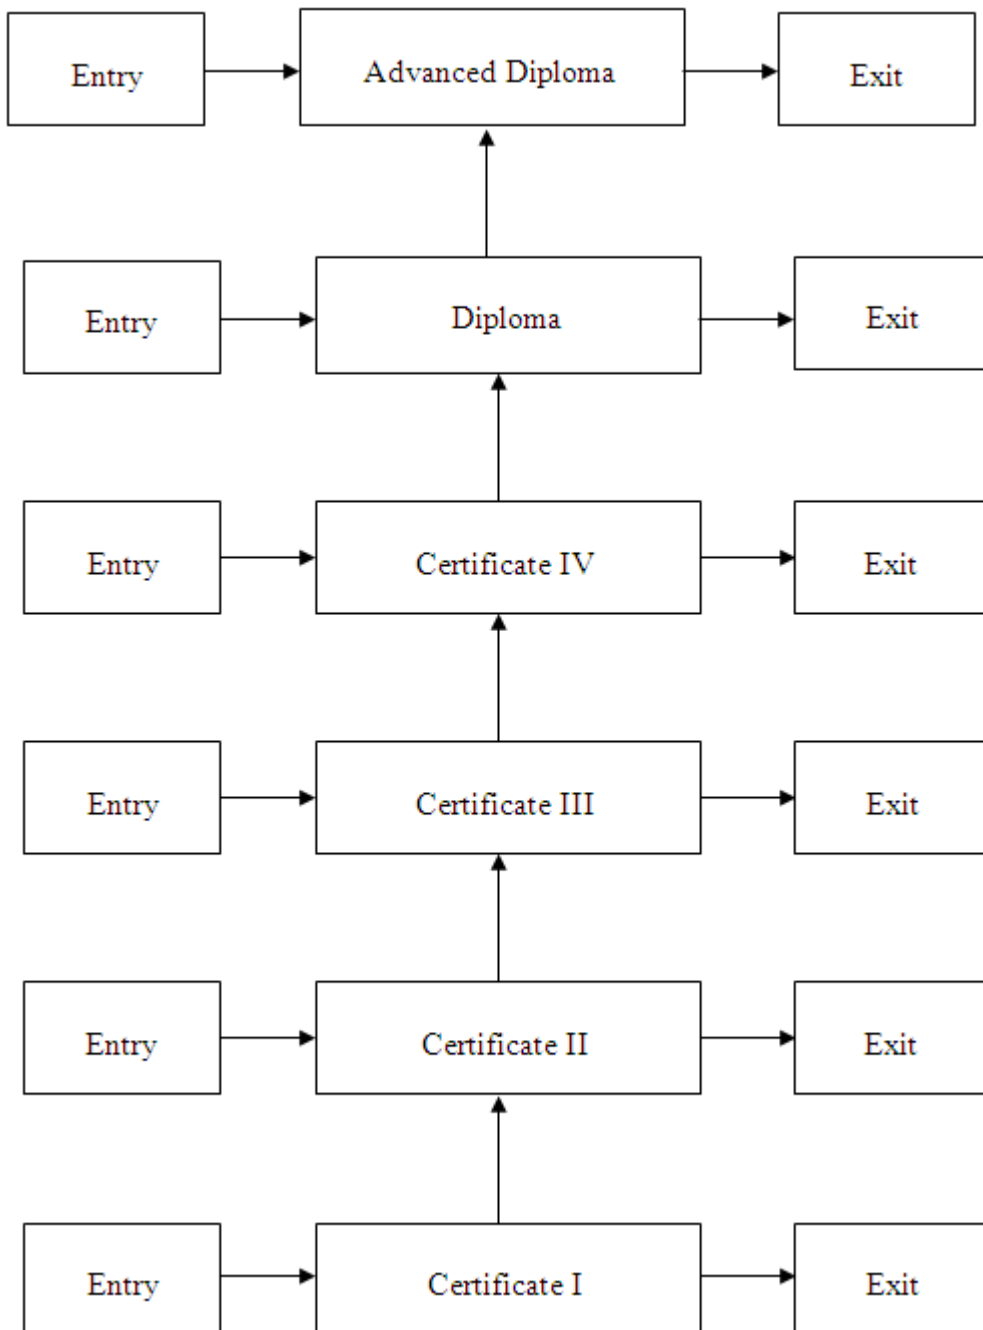 Entry
Advanced Diploma
Exit
Entry
Diploma
Exit
Entry
Certificate IV
Exit
Entry
Certificate III
Exit
Entry
Certificate II
Exit
Entry
Certificate I
Exit